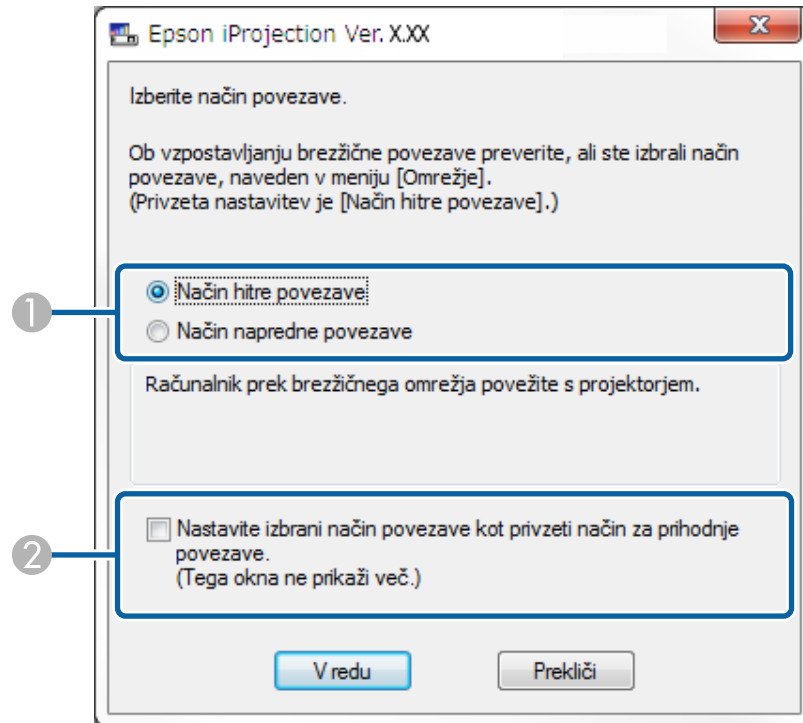 Epson iProjection Ver. X.XX
Izberite način povezave.
Ob vzpostavljanju brezžične povezave preverite, ali ste izbrali način
povezave, naveden v meniju [Omrežje].
(Privzeta nastavitev je [Način hitre povezave].)
1
Način hitre povezave
Način napredne povezave
Računalnik prek brezžičnega omrežja povežite s projektorjem.
2
Nastavite izbrani način povezave kot privzeti način za prihodnje
povezave.
(Tega okna ne prikaži več.)
V redu
Prekliči